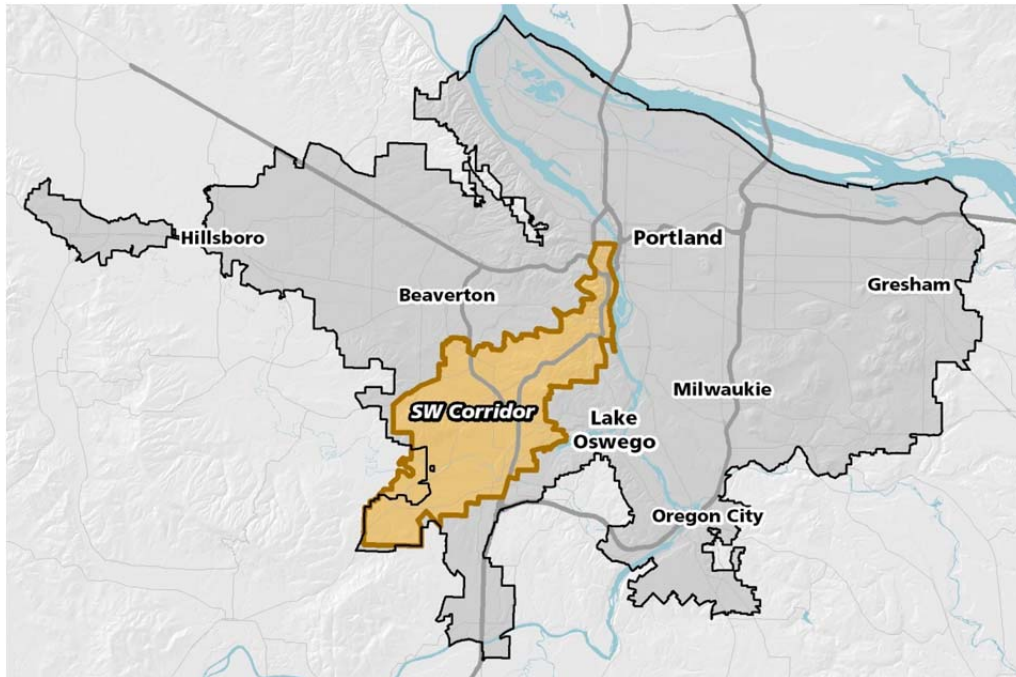 Hillsboro
Portland
Gresham
Beaverton
Milwaukie
SW Corridor
Lake
Oswego
Oregon City